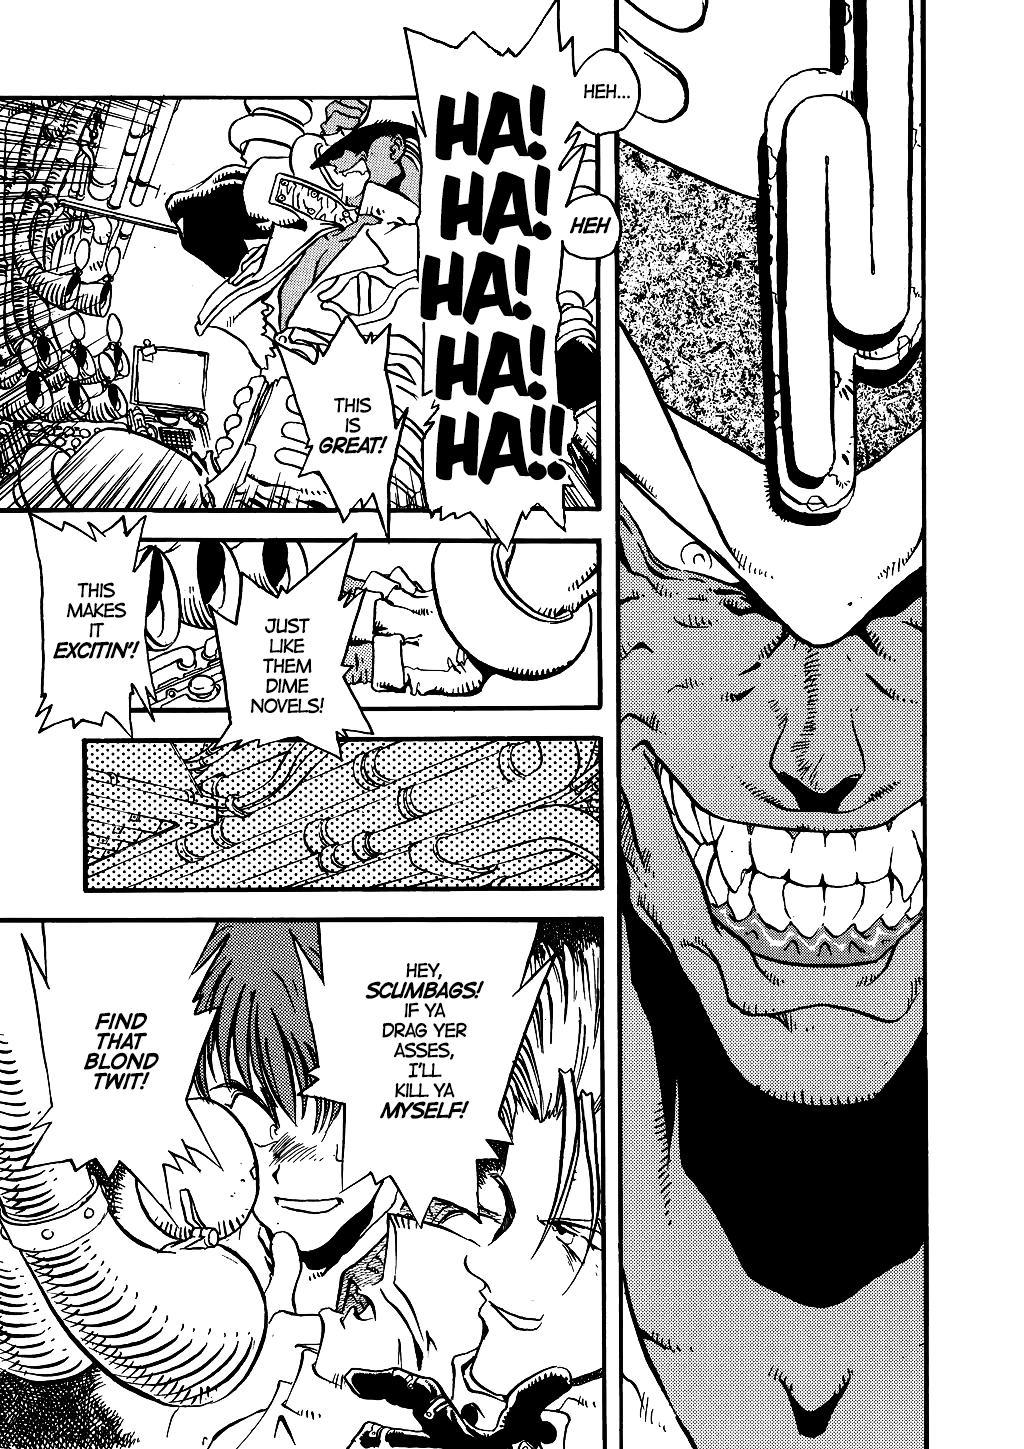 HEH...
HEH
HA!
HA!
HA!
HA!
HA!!
THIS
IS
GREAT!
JUST
LIKE
THEM
DIME
NOVELS!
THIS
MAKES
IT
EXCITIN'!
HEY,
SCUMBAGS!
IF YA
DRAG YER
ASSES,
I'LL
KILL YA
MYSELF!
FIND
THAT
BLOND
TWIT!